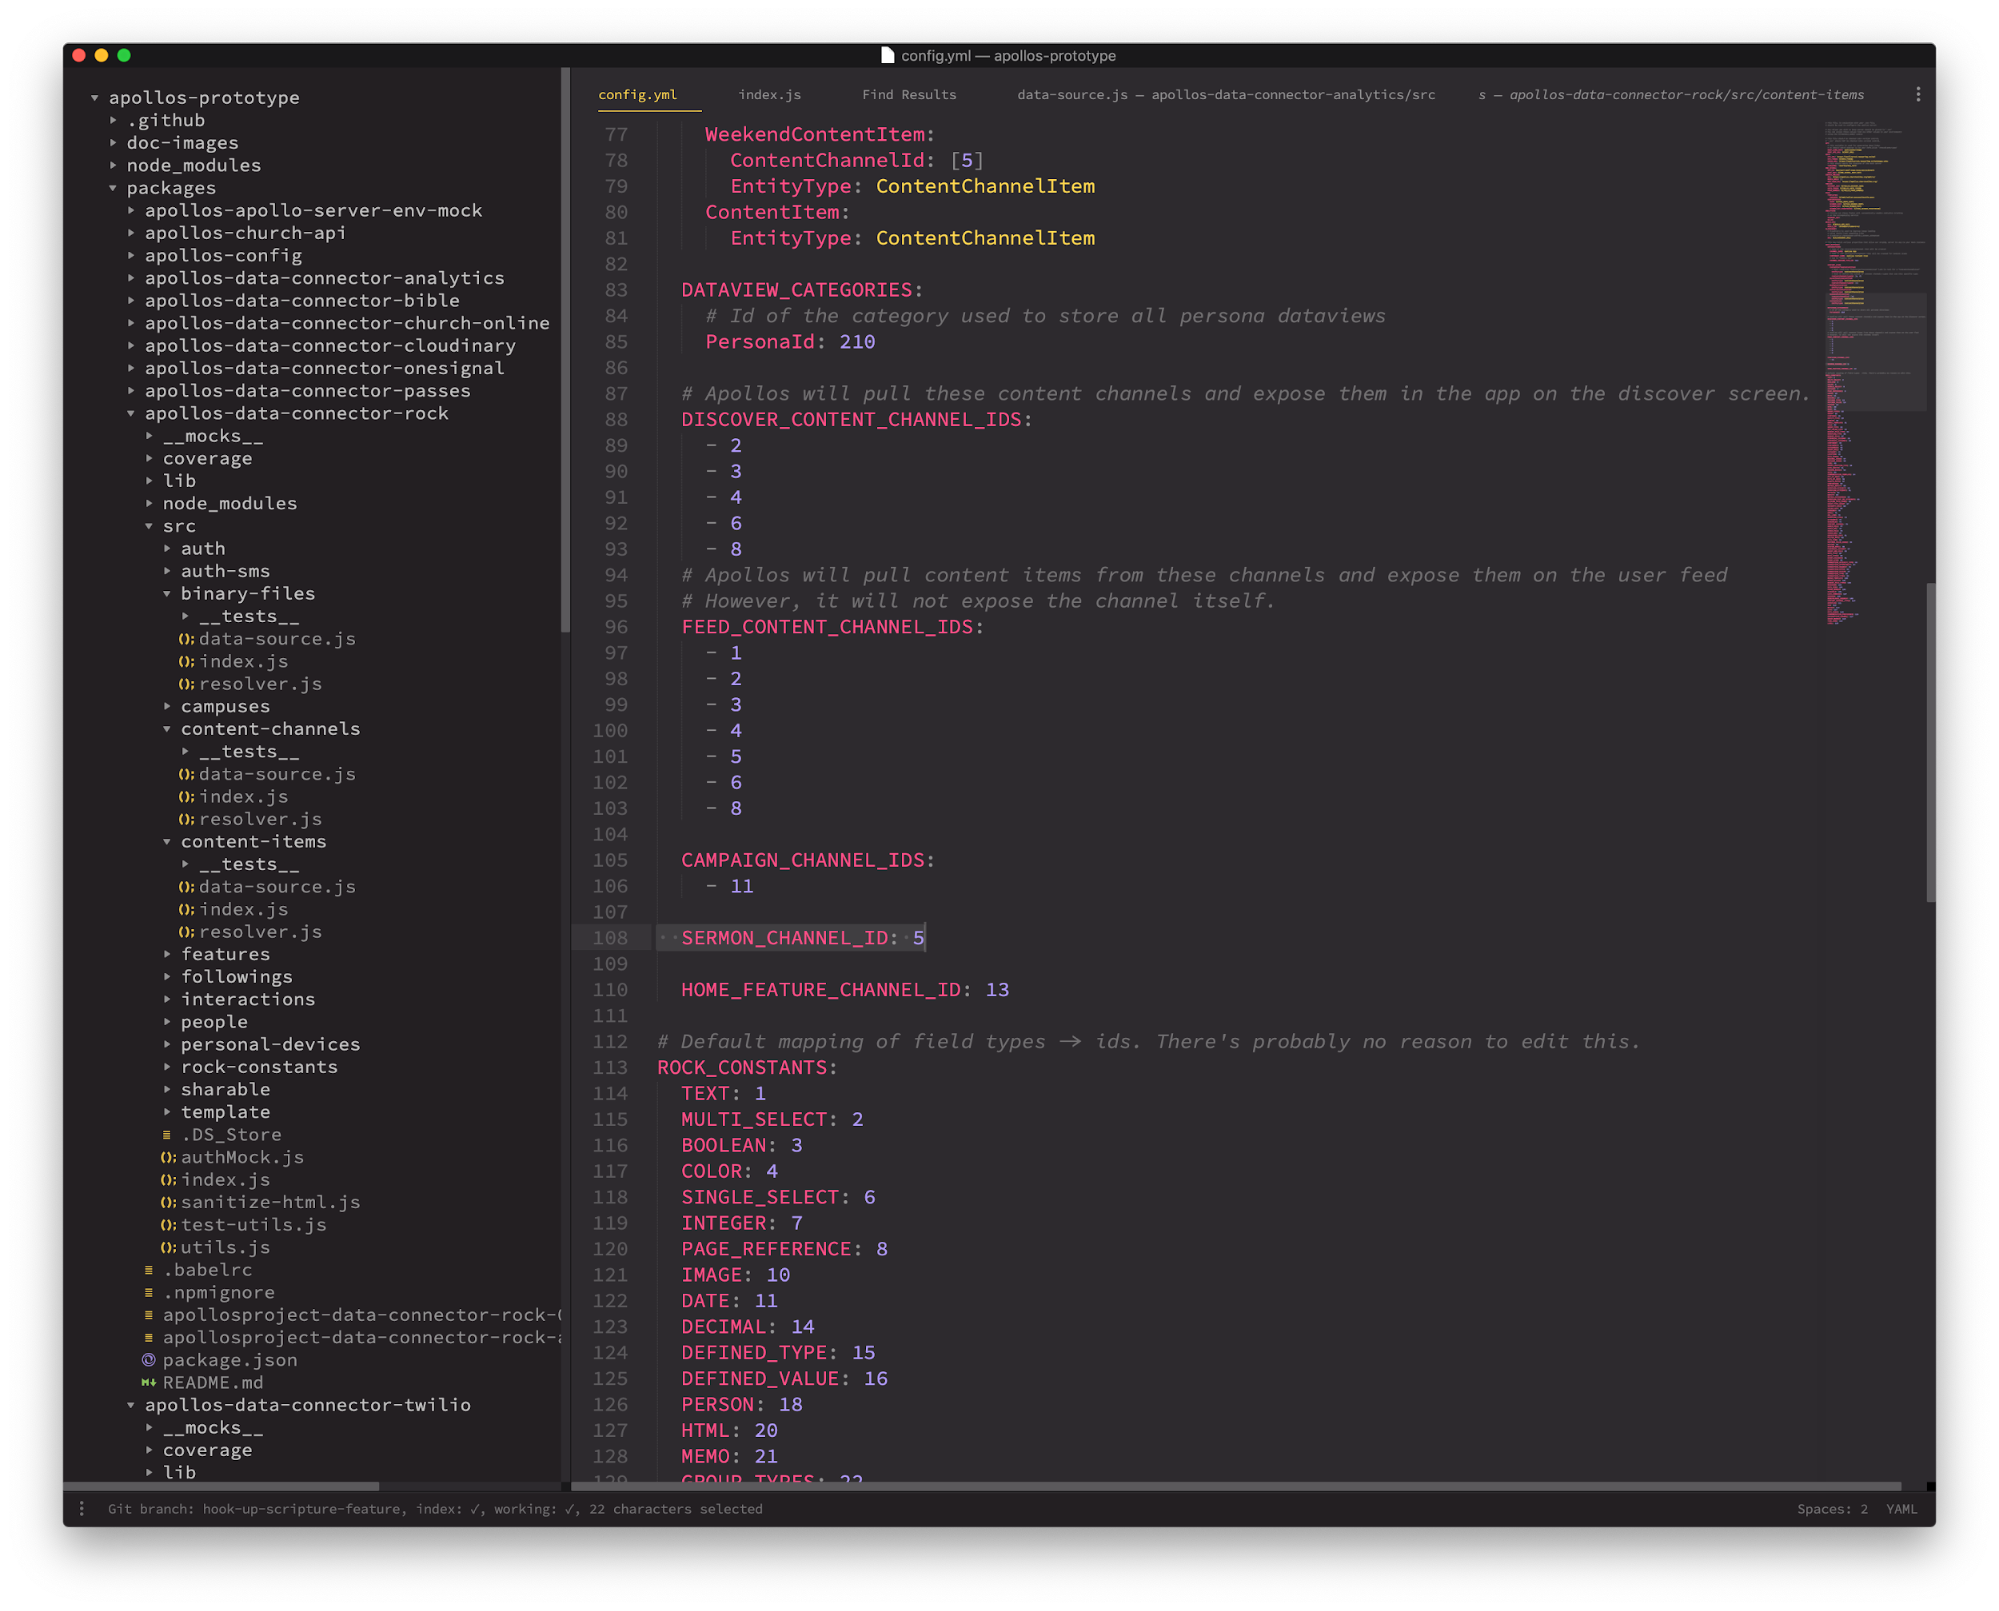 config.yml — apollos-prototype
apollos-prototype
.github
doc-images
node_modules
packages
apollos-apollo-server-env-mock
apollos-church-api
apollos-config
apollos-data-connector-analytics
apollos-data-connector-bible
apollos-data-connector-church-online
apollos-data-connector-cloudinary
apollos-data-connector-onesignal
apollos-data-connector-passes
apollos-data-connector-rock
__mocks__
coverage
lib
node_modules
src
auth
auth-sms
binary-files
__tests__
data-source.js
index.js
resolver.js
campuses
content-channels
__tests__
data-source.js
index.js
resolver.js
content-items
__tests__
data-source.js
index.js
resolver.js
features
followings
interactions
people
personal-devices
rock-constants
sharable
template
.DS_Store
authMock.js
index.js
sanitize-html.js
test-utils.js
utils.js
.babelrc
.npmignore
apollosproject-data-connector-rock-
apollosproject-data-connector-rock-
package.json
README.md
apollos-data-connector-twilio
__mocks__
coverage
lib
config.yml index.js Find Results data-source.js — apollos-data-connector-analytics/src s — apollos-data-connector-rock/src/content-items
77 WeekendContentItem:
78 ContentChannelId: [5]
79 EntityType: ContentChannelItem
80 ContentItem:
81 EntityType: ContentChannelItem
82
83 DATAVIEW_CATEGORIES:
84 # Id of the category used to store all persona dataviews
85 PersonaId: 210
86
87 # Apollos will pull these content channels and expose them in the app on the discover screen.
88 DISCOVER_CONTENT_CHANNEL_IDS:
89 - 2
90 - 3
91 - 4
92 - 6
93 - 8
94 # Apollos will pull content items from these channels and expose them on the user feed
95 # However, it will not expose the channel itself.
96 FEED_CONTENT_CHANNEL_IDS:
97 - 1
98 - 2
99 - 3
100 - 4
101 - 5
102 - 6
103 - 8
104
105 CAMPAIGN_CHANNEL_IDS:
106 - 11
107
108 SERMON_CHANNEL_ID: 5
109
110 HOME_FEATURE_CHANNEL_ID: 13
111
112 # Default mapping of field types -> ids. There's probably no reason to edit this.
113 ROCK_CONSTANTS:
114 TEXT: 1
115 MULTI_SELECT: 2
116 BOOLEAN: 3
117 COLOR: 4
118 SINGLE_SELECT: 6
119 INTEGER: 7
120 PAGE_REFERENCE: 8
121 IMAGE: 10
122 DATE: 11
123 DECIMAL: 14
124 DEFINED_TYPE: 15
125 DEFINED_VALUE: 16
126 PERSON: 18
127 HTML: 20
128 MEMO: 21
129 GROUP_TYPES: 22
Git branch: hook-up-scripture-feature, index: ✓, working: ✓, 22 characters selected
Spaces: 2 YAML